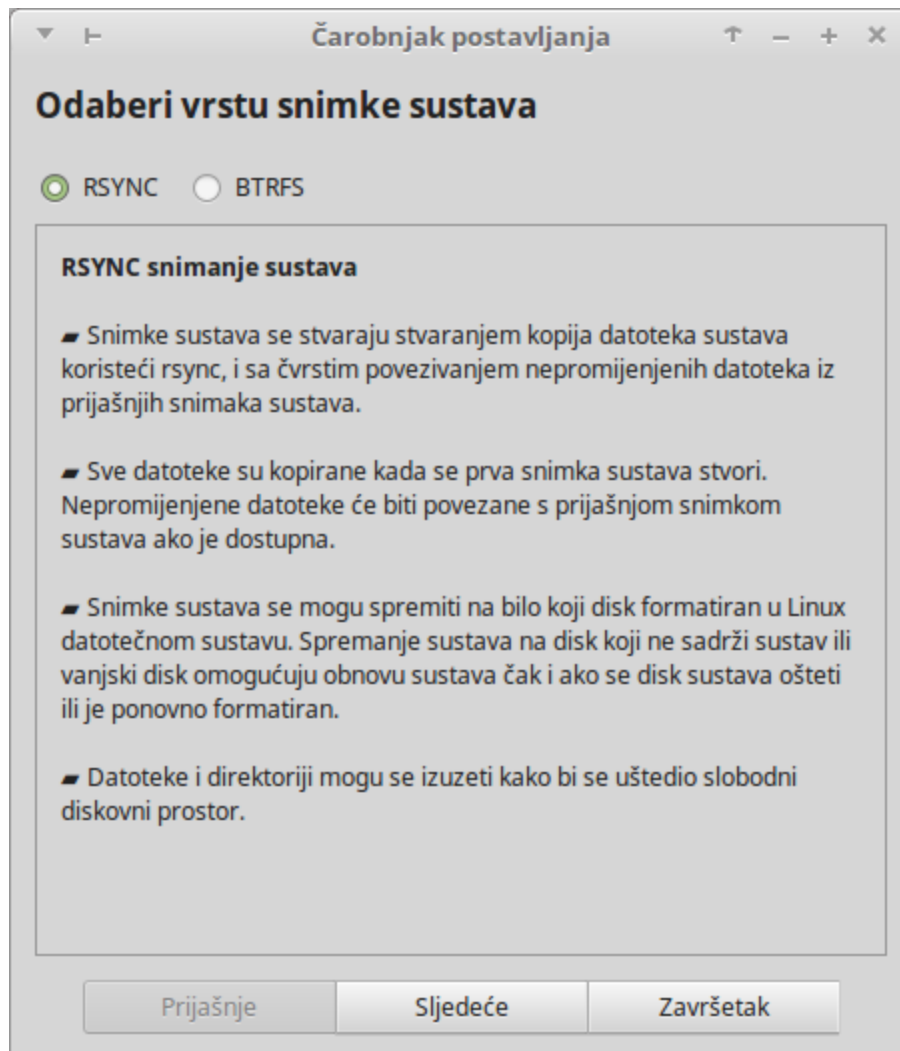 Čarobnjak postavljanja
Odaberi vrstu snimke sustava
RSYNC BTRFS
RSYNC snimanje sustava
▰ Snimke sustava se stvaraju stvaranjem kopija datoteka sustava
koristeći rsync, i sa čvrstim povezivanjem nepromijenjenih datoteka iz
prijašnjih snimaka sustava.
▰ Sve datoteke su kopirane kada se prva snimka sustava stvori.
Nepromijenjene datoteke će biti povezane s prijašnjom snimkom
sustava ako je dostupna.
▰ Snimke sustava se mogu spremiti na bilo koji disk formatiran u Linux
datotečnom sustavu. Spremanje sustava na disk koji ne sadrži sustav ili
vanjski disk omogućuju obnovu sustava čak i ako se disk sustava ošteti
ili je ponovno formatiran.
▰ Datoteke i direktoriji mogu se izuzeti kako bi se uštedio slobodni
diskovni prostor.
Prijašnje Sljedeće Završetak